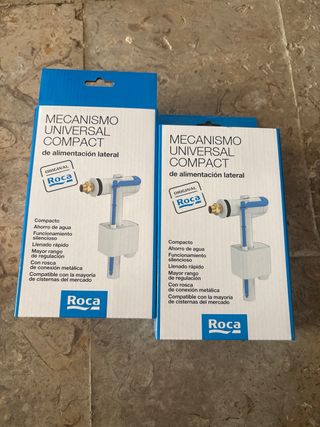 MECANISMO
UNIVERSAL
COMPACT
de alimentación lateral
ORIGINAL
Roca
Compacto
Ahorro de agua
Funcionamiento
silencioso
Llenado rápido
Mayor rango
de regulación
Con rosca
de conexión metálica
Compatible con la mayoría
de cisternas del mercado
Roca
MECANISMO
UNIVERSAL
COMPACT
de alimentación lateral
ORIGINAL
Roca
Compacto
Ahorro de agua
Funcionamiento
silencioso
Llenado rápido
Mayor rango
de regulación
Con rosca
de conexión metálica
Compatible con la mayoría
de cisternas del mercado
Roca